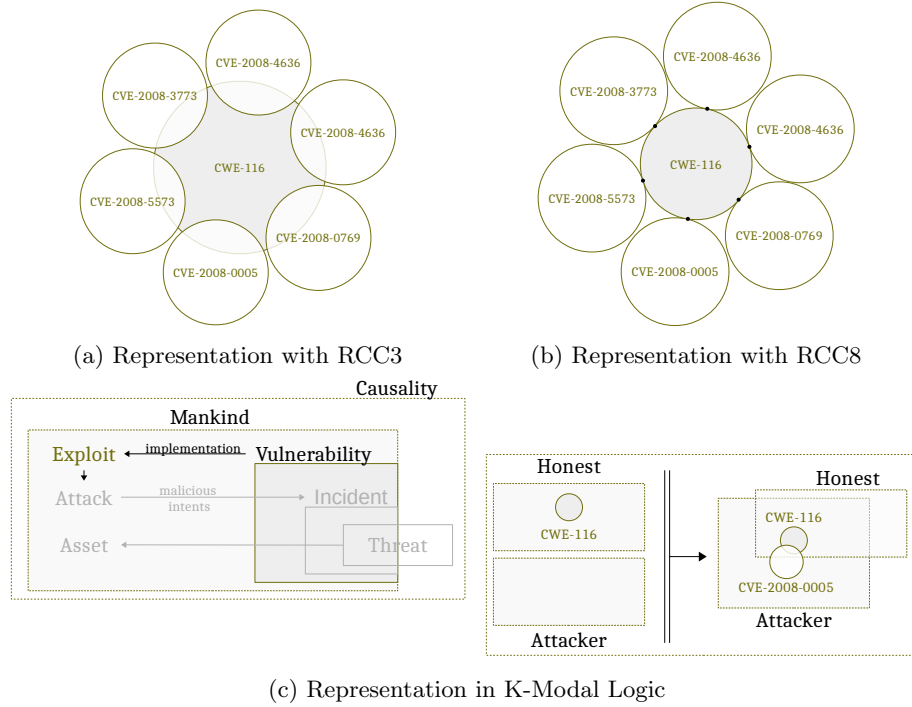 CVE-2008-4636
CVE-2008-3773
CVE-2008-4636
CWE-116
CVE-2008-5573
CVE-2008-0769
CVE-2008-0005
(a) Representation with RCC3
CVE-2008-4636
CVE-2008-3773
CVE-2008-4636
CWE-116
CVE-2008-5573
CVE-2008-0769
CVE-2008-0005
(b) Representation with RCC8
Causality
Mankind
Exploit
implementation
Vulnerability
Attack
malicious
intents
Incident
Asset
Threat
Honest
CWE-116
Attacker
Honest
CWE-116
CVE-2008-0005
Attacker
(c) Representation in K-Modal Logic